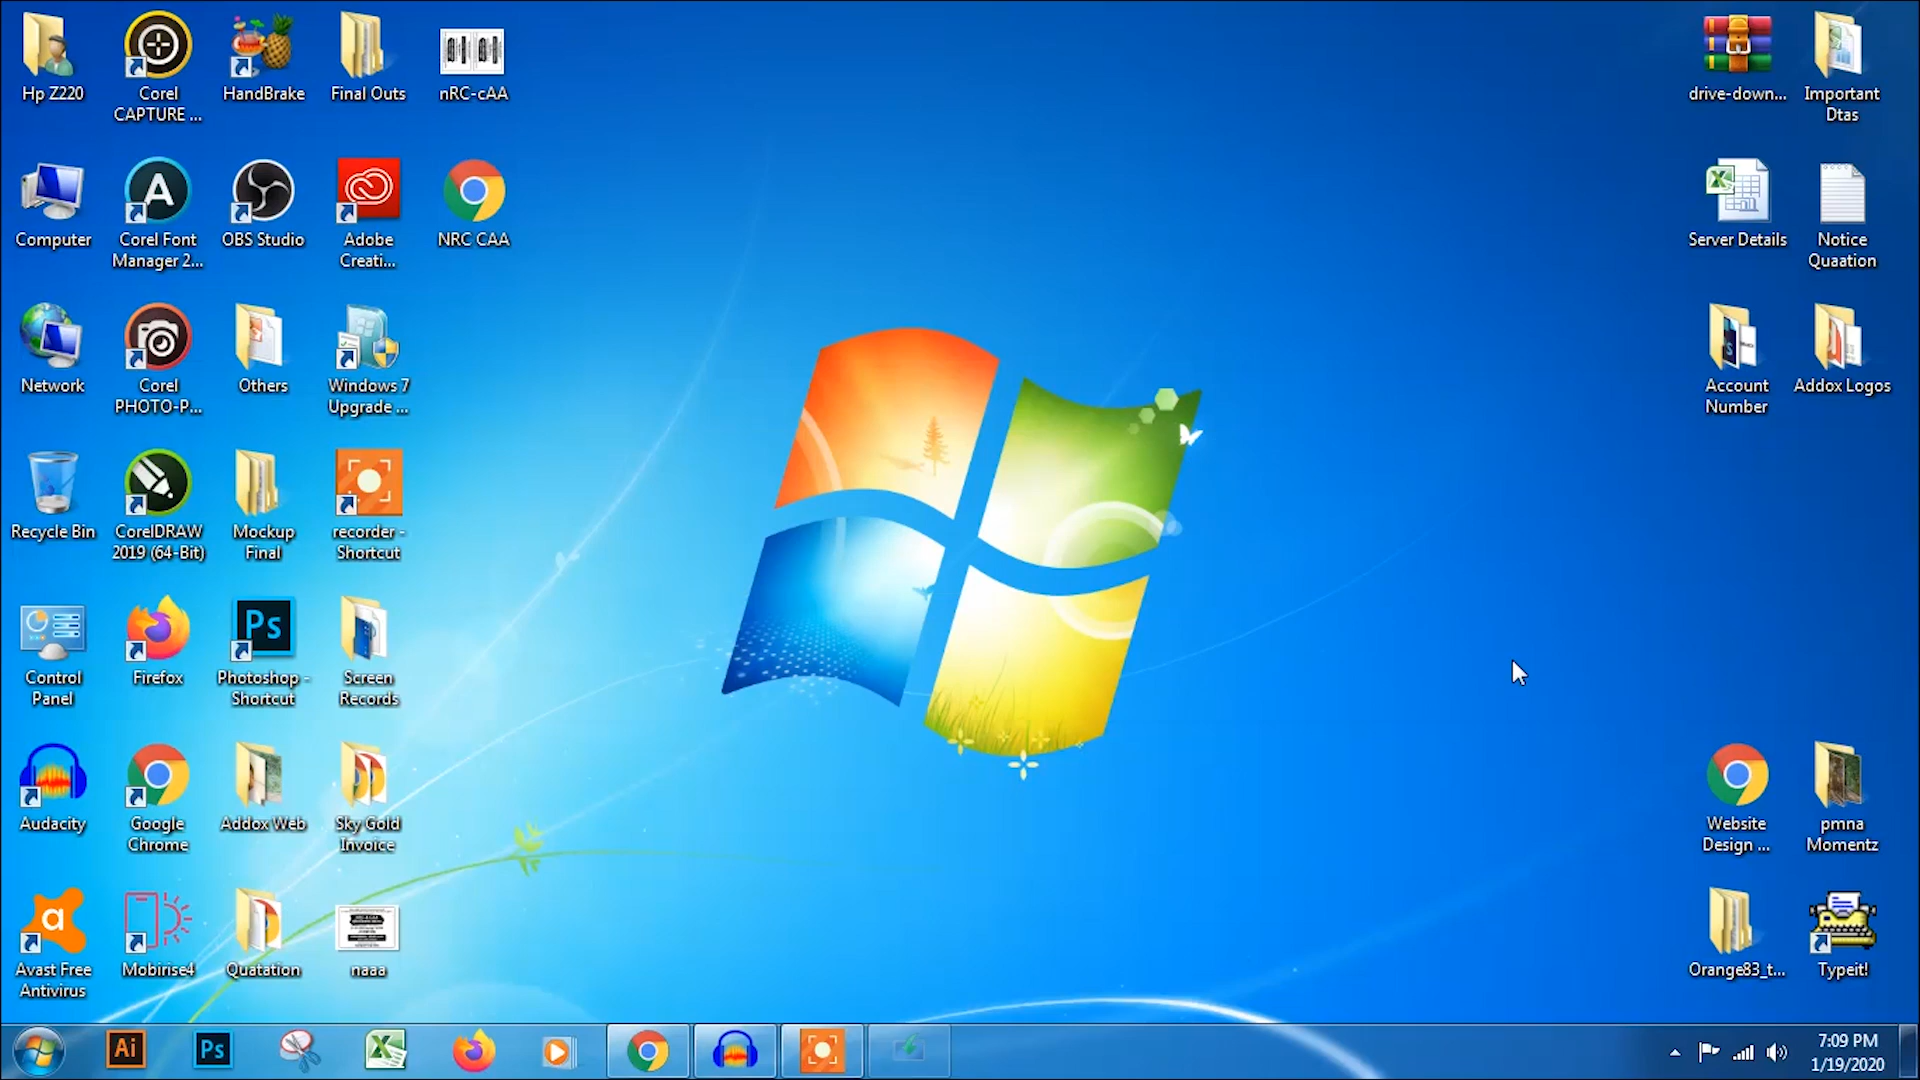 Hp Z220
Corel
CAPTURE ...
HandBrake
Final Outs
nRC-cAA
drive-down...
Important
Dtas
Computer
Corel Font
Manager 2...
OBS Studio
Adobe
Creati...
NRC CAA
Server Details
Notice
Quaation
Network
Corel
PHOTO-P...
Others
Windows 7
Upgrade ...
Account
Number
Addox Logos
Recycle Bin
CorelDRAW
2019 (64-Bit)
Mockup
Final
recorder -
Shortcut
Ps
Control
Panel
Firefox
Photoshop -
Shortcut
Screen
Records
Audacity
Google
Chrome
Addox Web
Sky Gold
Invoice
Website
Design ...
pmna
Momentz
Avast Free
Antivirus
Mobirise4
Quatation
naaa
Orange83_t...
Typeit!
Ai
Ps
7:09 PM
1/19/2020